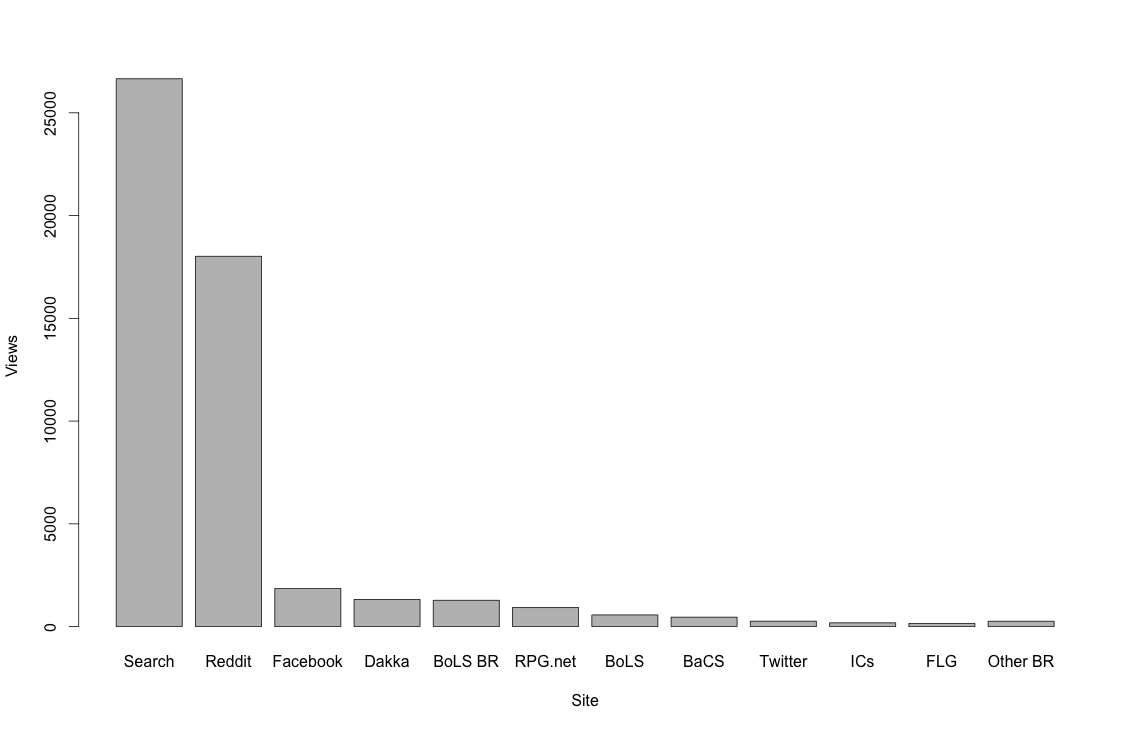 25000
20000
15000
10000
5000
0
Views
Search Reddit Facebook Dakka BoLS BR RPG.net BoLS BaCS Twitter ICs FLG Other BR
Site